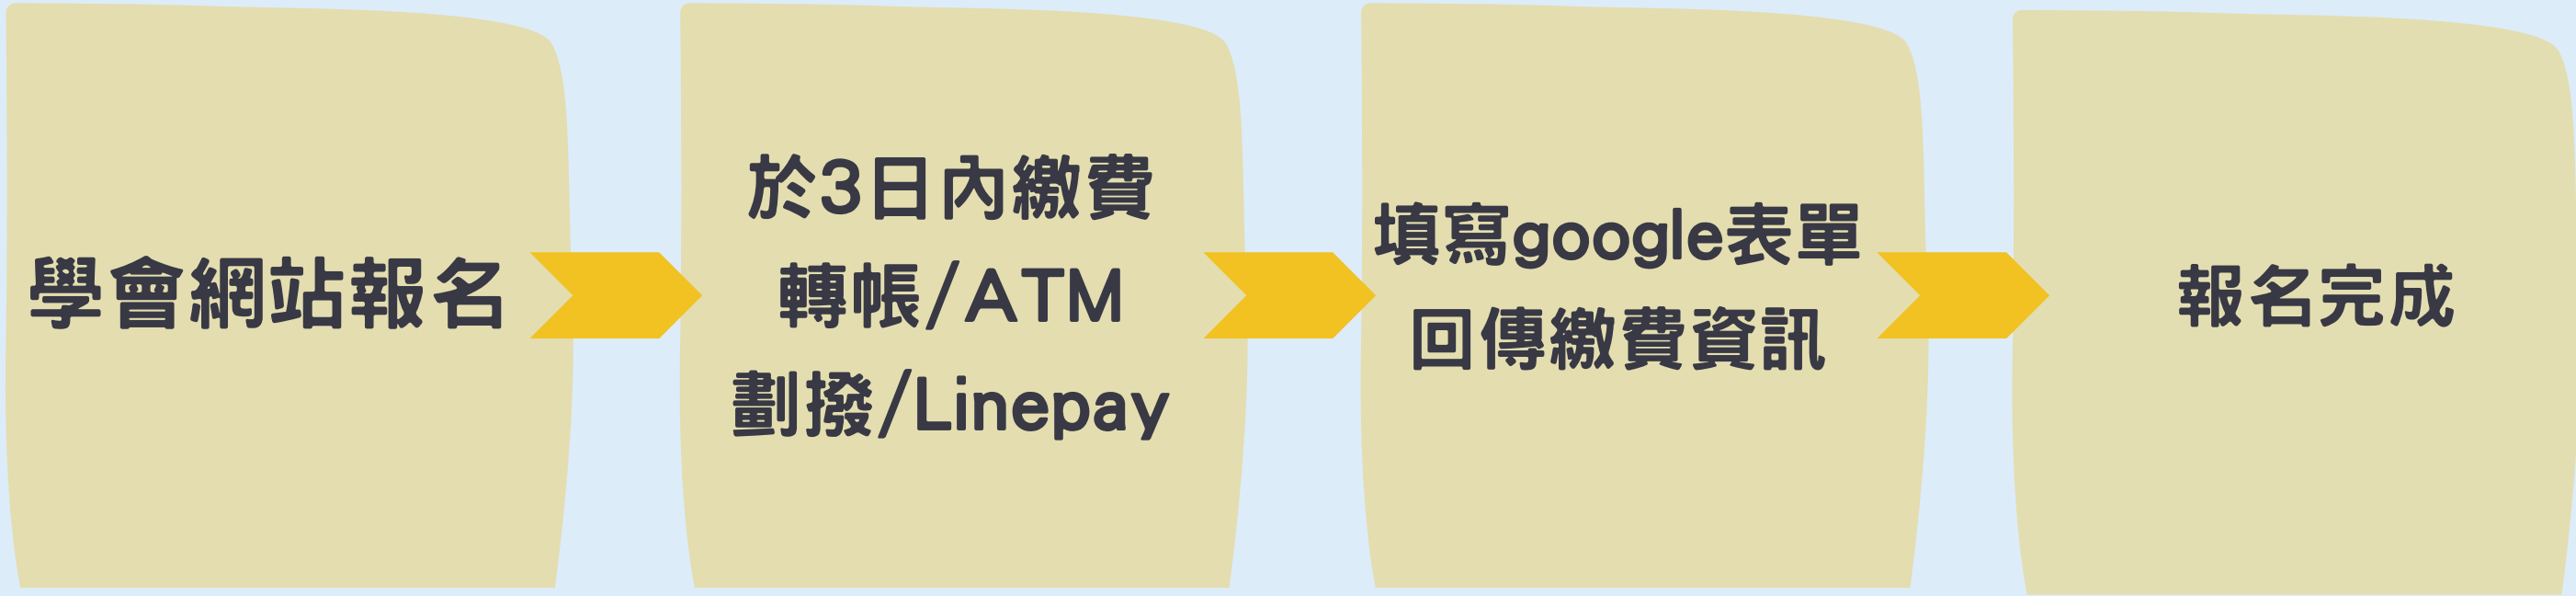 學會網站報名
於3日內繳費
轉帳/ATM
劃撥/Linepay
填寫google表單
回傳繳費資訊
報名完成